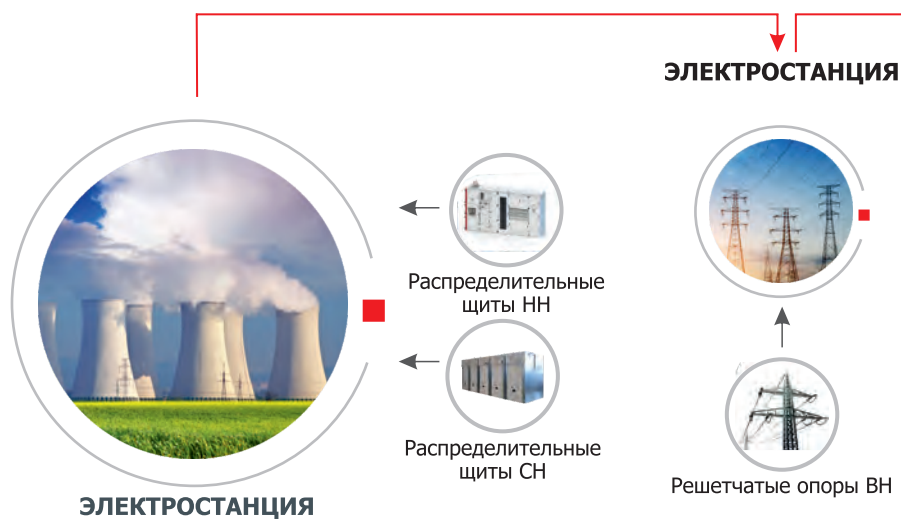 ЭЛЕКТРОСТАНЦИЯ
Распределительные
щиты НН
Распределительные
щиты СН
Решетчатые опоры ВН
ЭЛЕКТРОСТАНЦИЯ